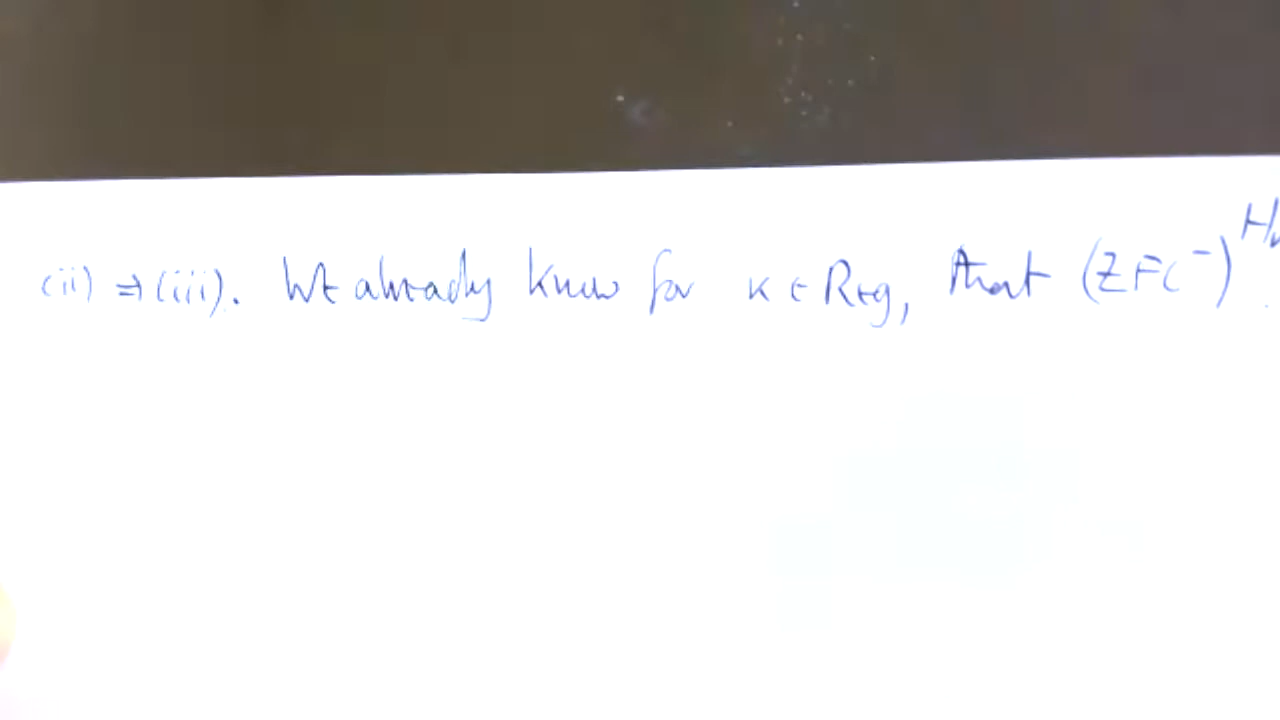 (ii) ⇒ (iii). We already know for κ ∈ Reg, that (ZFC⁻)^H